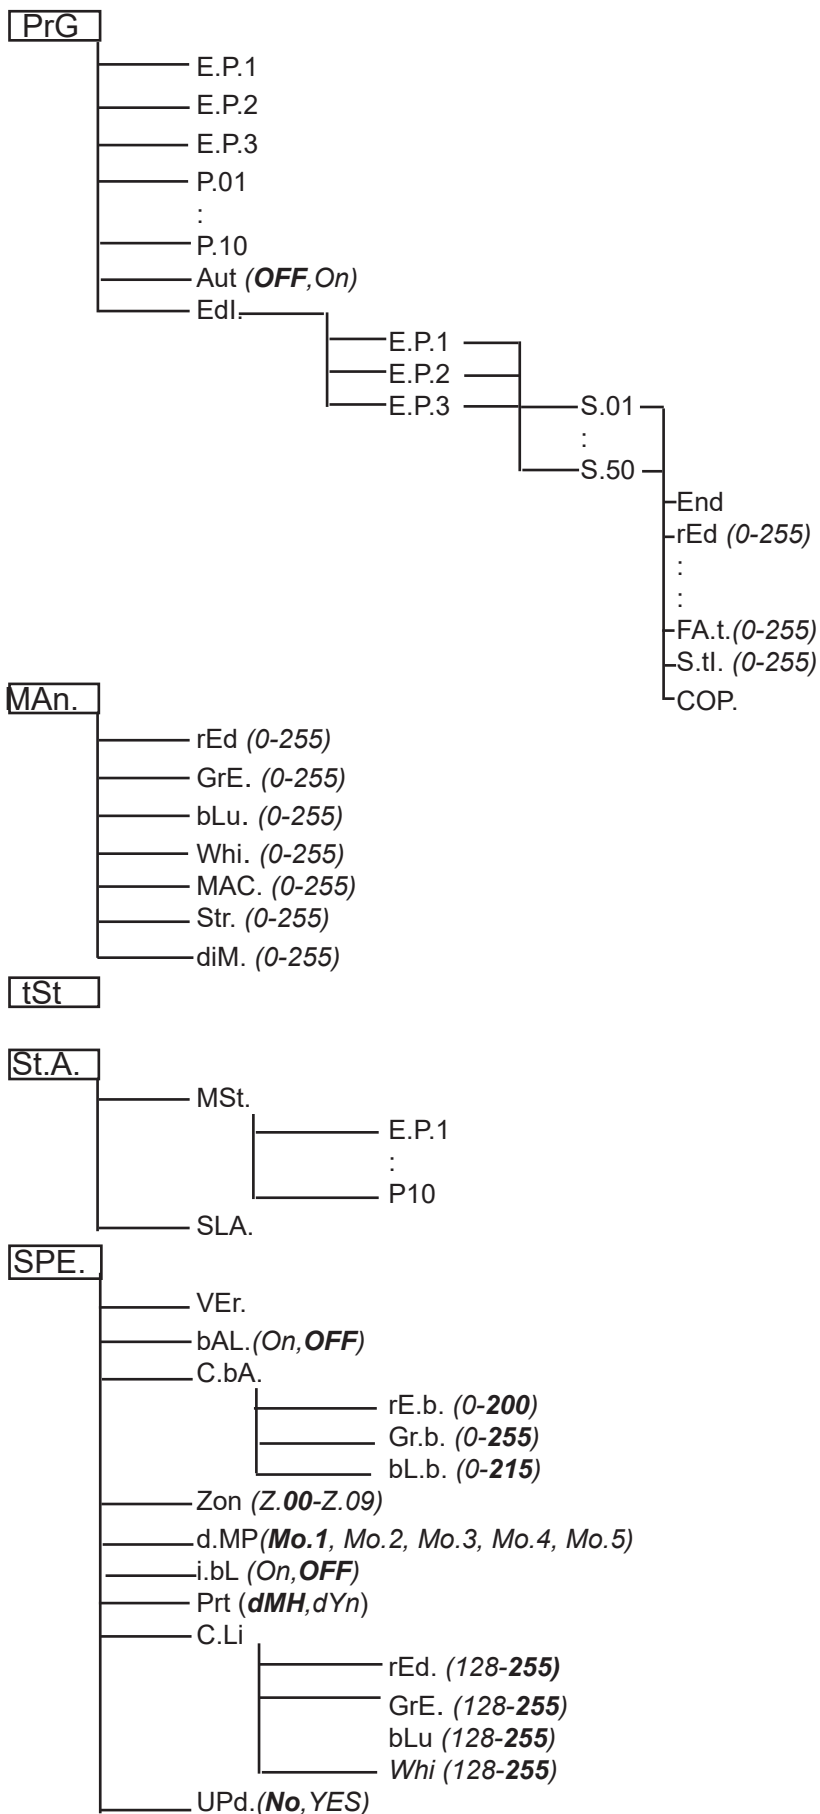 PrG
E.P.1
E.P.2
E.P.3
P.01
:
P.10
Aut (OFF,On)
EdI.
E.P.1
E.P.2
E.P.3
S.01
:
S.50
End
rEd (0-255)
:
:
FA.t.(0-255)
S.tI. (0-255)
COP.
MAn.
rEd (0-255)
GrE. (0-255)
bLu. (0-255)
Whi. (0-255)
MAC. (0-255)
Str. (0-255)
diM. (0-255)
tSt
St.A.
MSt.
E.P.1
:
P10
SLA.
SPE.
VEr.
bAL.(On,OFF)
C.bA.
rE.b. (0-200)
Gr.b. (0-255)
bL.b. (0-215)
Zon (Z.00-Z.09)
d.MP(Mo.1, Mo.2, Mo.3, Mo.4, Mo.5)
i.bL (On,OFF)
Prt (dMH,dYn)
C.Li
rEd. (128-255)
GrE. (128-255)
bLu (128-255)
Whi (128-255)
UPd.(No,YES)